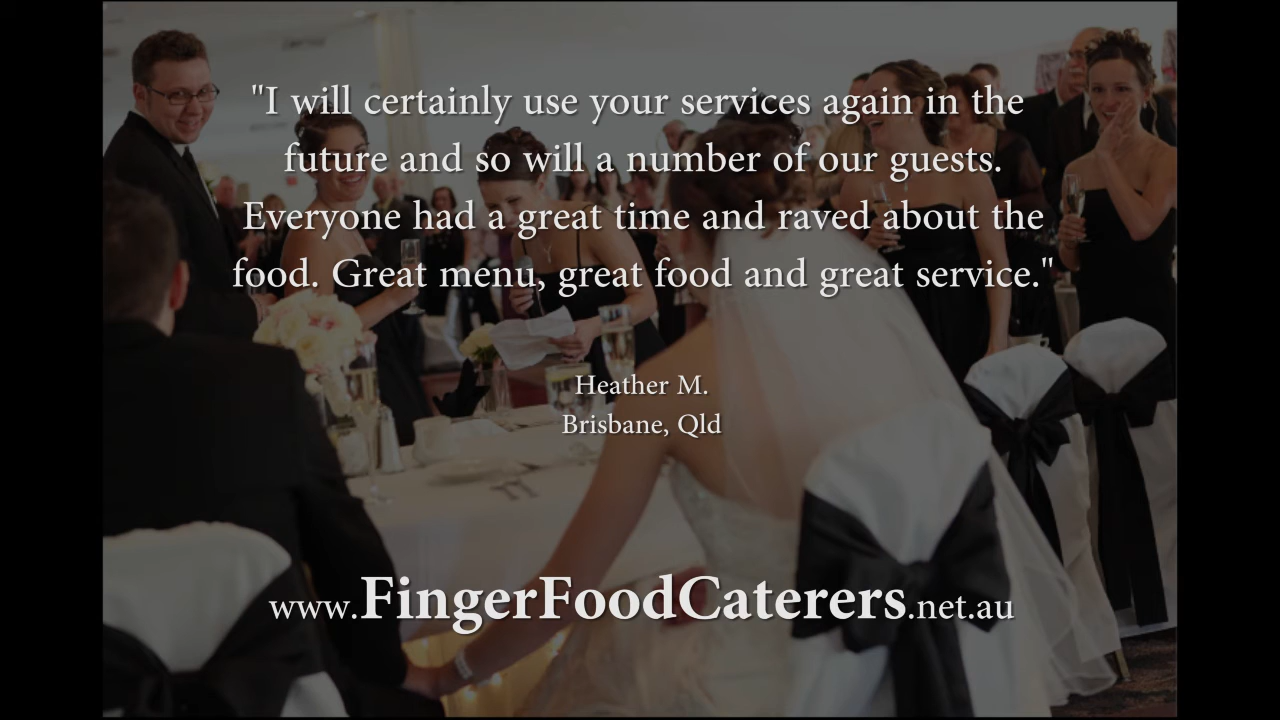 "I will certainly use your services again in the
future and so will a number of our guests.
Everyone had a great time and raved about the
food. Great menu, great food and great service."
Heather M.
Brisbane, Qld
www.FingerFoodCaterers.net.au